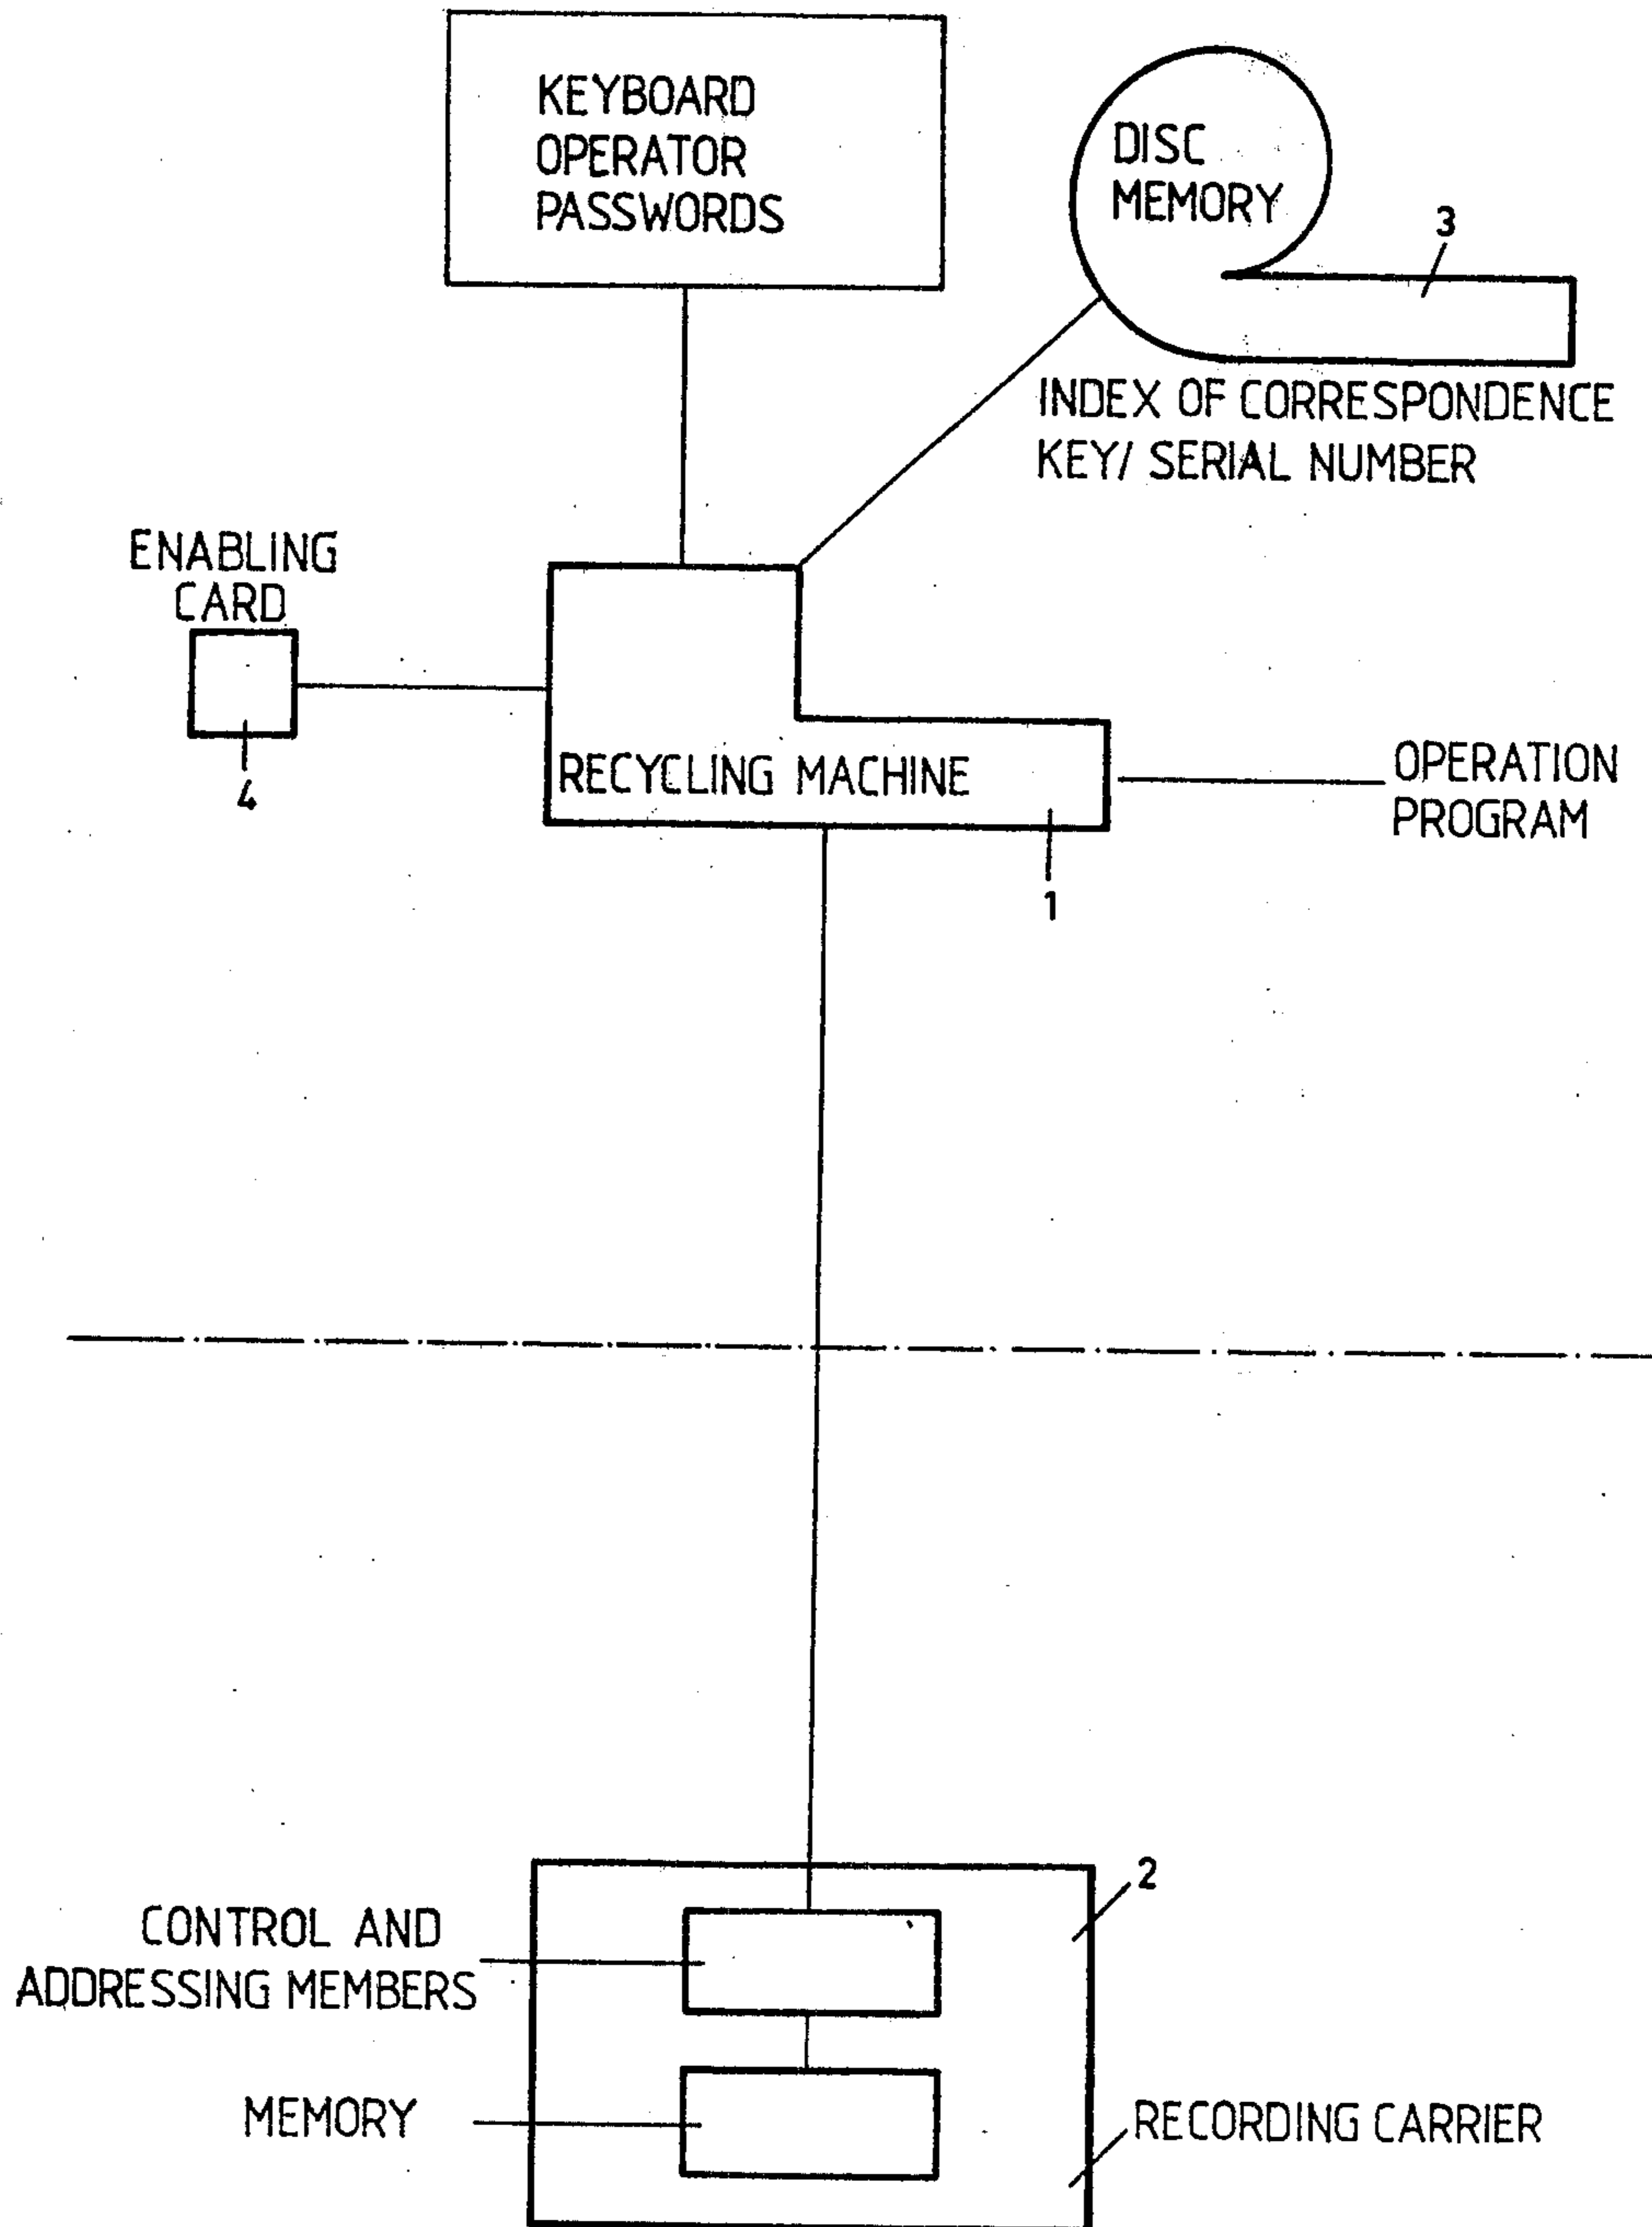 KEYBOARD
OPERATOR
PASSWORDS
DISC
MEMORY
3
INDEX OF CORRESPONDENCE
KEY/ SERIAL NUMBER
ENABLING
CARD
4
RECYCLING MACHINE
1
OPERATION
PROGRAM
2
CONTROL AND
ADDRESSING MEMBERS
MEMORY
RECORDING CARRIER